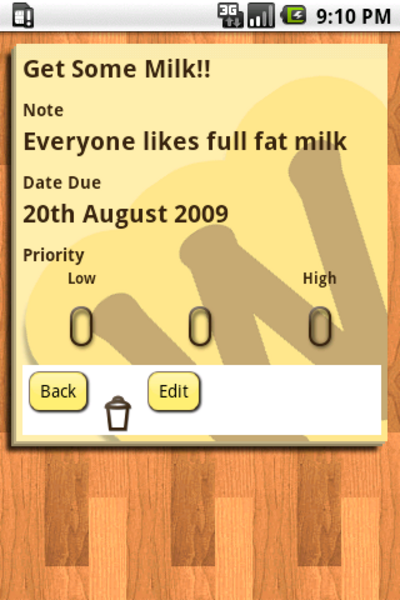 3G
9:10 PM
Get Some Milk!!
Note
Everyone likes full fat milk
Date Due
20th August 2009
Priority
Low High
Back Edit